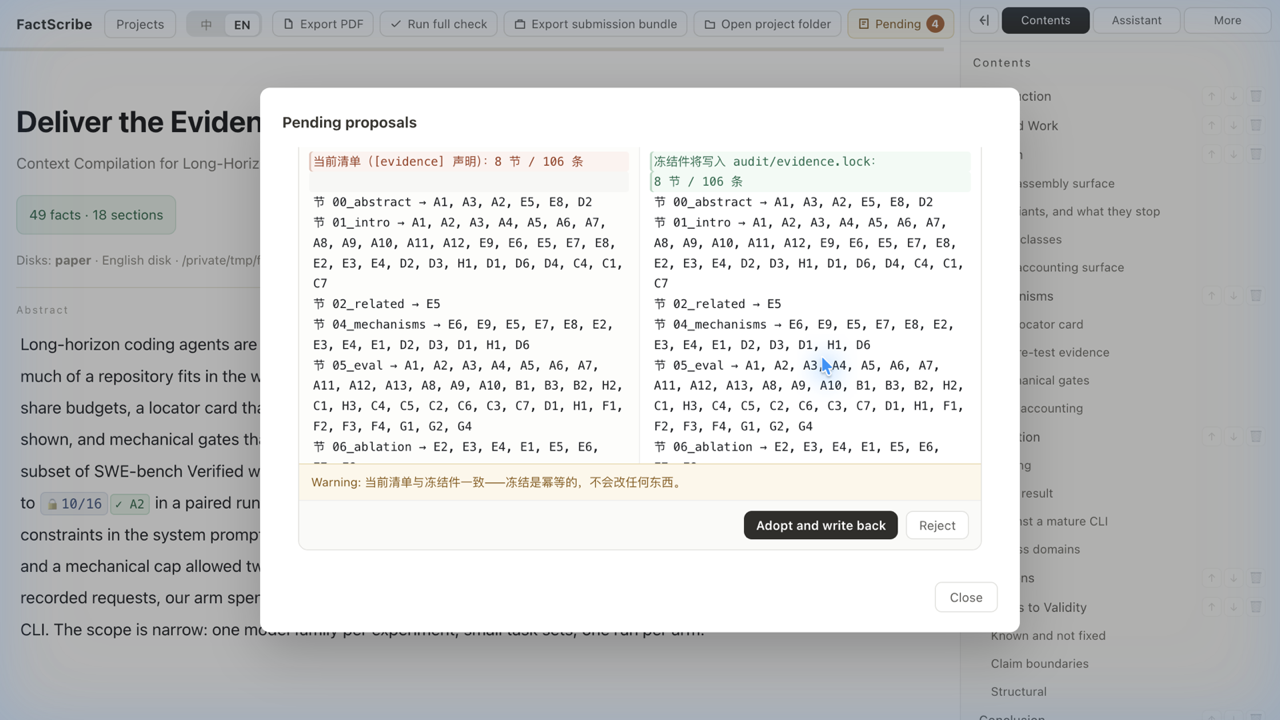 FactScribe
Projects
中 EN
Export PDF
Run full check
Export submission bundle
Open project folder
Pending 4
Contents
Assistant
More
Deliver the Eviden
Context Compilation for Long-Horiz
49 facts · 18 sections
Disks: paper · English disk · /private/tmp/f
Abstract
Long-horizon coding agents are
much of a repository fits in the w
share budgets, a locator card tha
shown, and mechanical gates tha
subset of SWE-bench Verified w
to 10/16 ✓ A2 in a paired run
constraints in the system prompt
and a mechanical cap allowed tw
recorded requests, our arm spen
CLI. The scope is narrow: one model family per experiment, small task sets, one run per arm.
Pending proposals
当前清单（[evidence] 声明）：8 节 / 106 条
节 00_abstract → A1, A3, A2, E5, E8, D2
节 01_intro → A1, A2, A3, A4, A5, A6, A7,
A8, A9, A10, A11, A12, E9, E6, E5, E7, E8,
E2, E3, E4, D2, D3, H1, D1, D6, D4, C4, C1,
C7
节 02_related → E5
节 04_mechanisms → E6, E9, E5, E7, E8, E2,
E3, E4, E1, D2, D3, D1, H1, D6
节 05_eval → A1, A2, A3, A4, A5, A6, A7,
A11, A12, A13, A8, A9, A10, B1, B3, B2, H2,
C1, H3, C4, C5, C2, C6, C3, C7, D1, H1, F1,
F2, F3, F4, G1, G2, G4
节 06_ablation → E2, E3, E4, E1, E5, E6,
冻结件将写入 audit/evidence.lock：
8 节 / 106 条
节 00_abstract → A1, A3, A2, E5, E8, D2
节 01_intro → A1, A2, A3, A4, A5, A6, A7,
A8, A9, A10, A11, A12, E9, E6, E5, E7, E8,
E2, E3, E4, D2, D3, H1, D1, D6, D4, C4, C1,
C7
节 02_related → E5
节 04_mechanisms → E6, E9, E5, E7, E8, E2,
E3, E4, E1, D2, D3, D1, H1, D6
节 05_eval → A1, A2, A3, A4, A5, A6, A7,
A11, A12, A13, A8, A9, A10, B1, B3, B2, H2,
C1, H3, C4, C5, C2, C6, C3, C7, D1, H1, F1,
F2, F3, F4, G1, G2, G4
节 06_ablation → E2, E3, E4, E1, E5, E6,
Warning: 当前清单与冻结件一致——冻结是幂等的，不会改任何东西。
Adopt and write back
Reject
Close
Contents
ction
d Work
n
assembly surface
iants, and what they stop
classes
accounting surface
nisms
ocator card
re-test evidence
anical gates
accounting
tion
ng
result
nst a mature CLI
ss domains
ns
s to Validity
Known and not fixed
Claim boundaries
Structural
Conclusion